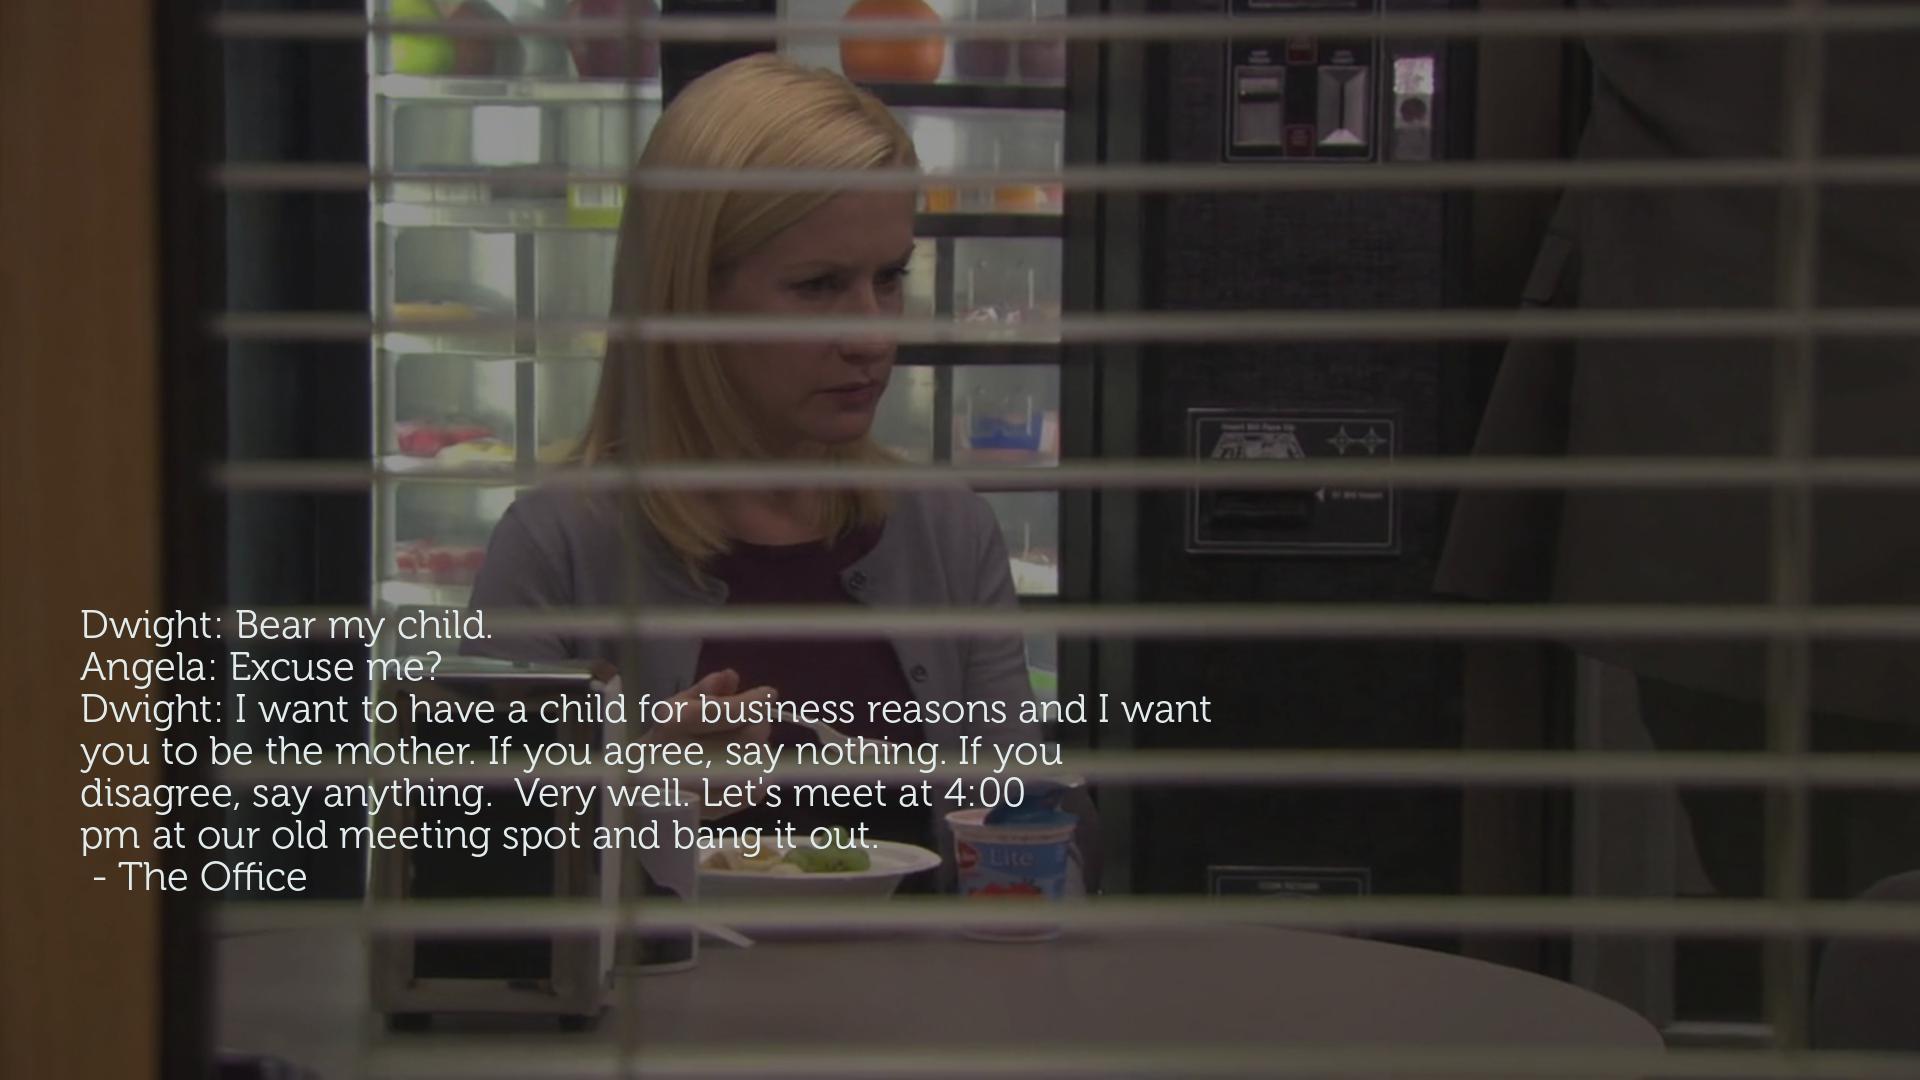 Dwight: Bear my child.
Angela: Excuse me?
Dwight: I want to have a child for business reasons and I want
you to be the mother. If you agree, say nothing. If you
disagree, say anything.  Very well. Let's meet at 4:00
pm at our old meeting spot and bang it out.
- The Office
Lite